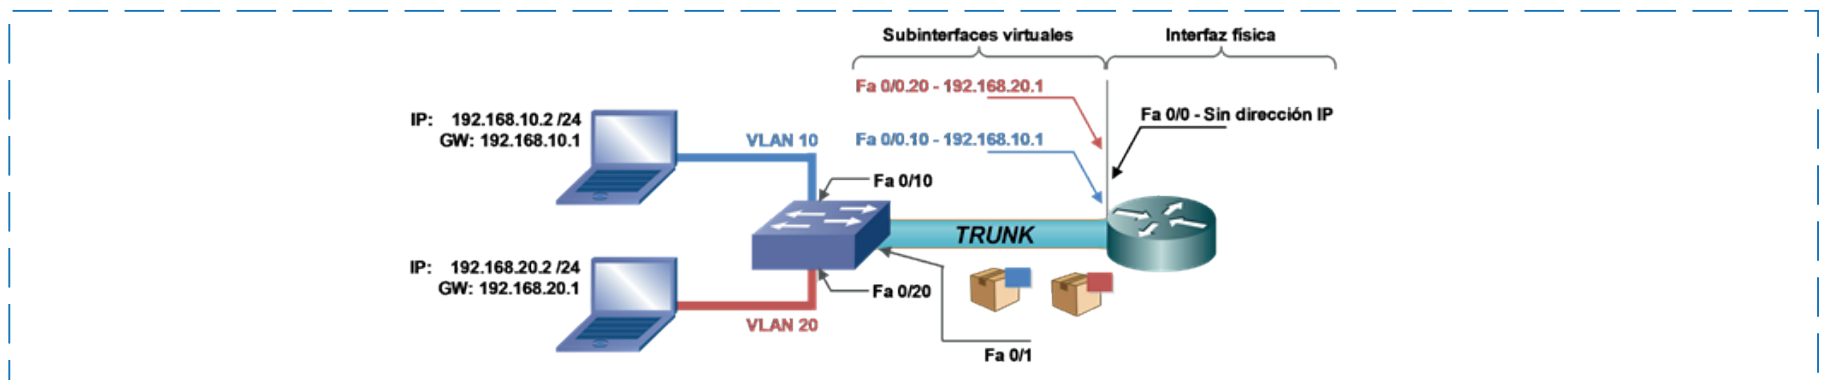 Subinterfaces virtuales
Interfaz física
Fa 0/0.20 - 192.168.20.1
Fa 0/0 - Sin dirección IP
IP: 192.168.10.2 /24
GW: 192.168.10.1
VLAN 10
Fa 0/0.10 - 192.168.10.1
Fa 0/10
TRUNK
IP: 192.168.20.2 /24
GW: 192.168.20.1
Fa 0/20
VLAN 20
Fa 0/1